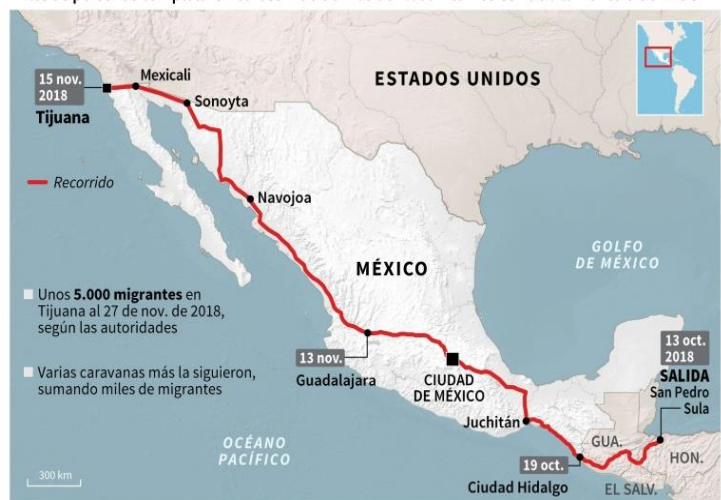 15 nov.
2018
Tijuana
Mexicali
Sonoyta
ESTADOS UNIDOS
Recorrido
Navojoa
GOLFO
DE MÉXICO
MÉXICO
Unos 5.000 migrantes en
Tijuana al 27 de nov. de 2018,
según las autoridades
Varias caravanas más la siguieron,
sumando miles de migrantes
13 nov.
Guadalajara
CIUDAD
DE MÉXICO
13 oct.
2018
SALIDA
San Pedro
Sula
Juchitán
OCÉANO
PACÍFICO
GUA.
HON.
19 oct.
Ciudad Hidalgo
EL SALV.
300 km